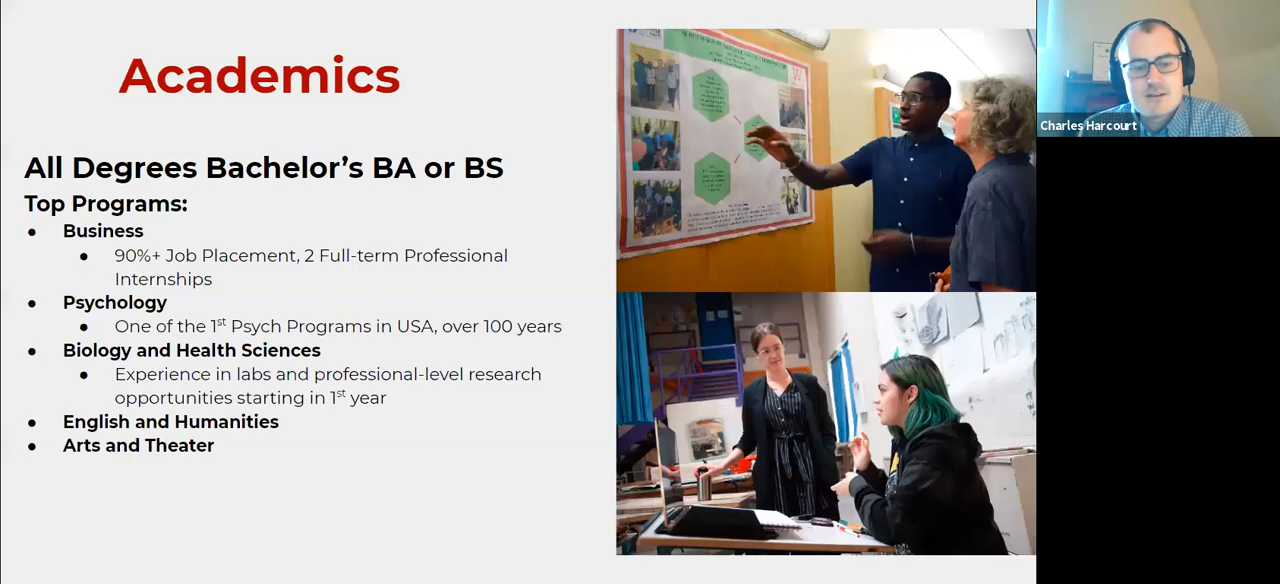 Academics
All Degrees Bachelor's BA or BS
Top Programs:
• Business
• 90%+ Job Placement, 2 Full-term Professional
Internships
• Psychology
• One of the 1st Psych Programs in USA, over 100 years
• Biology and Health Sciences
• Experience in labs and professional-level research
opportunities starting in 1st year
• English and Humanities
• Arts and Theater
Charles Harcourt